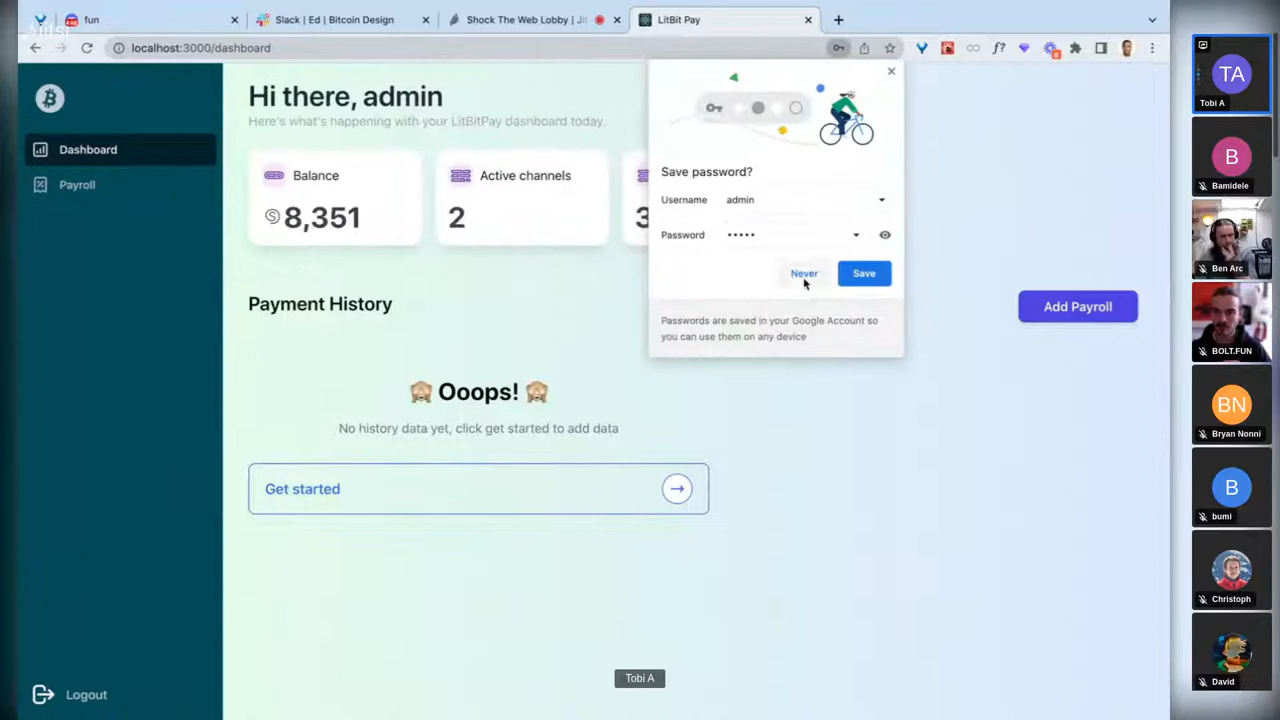 fun
Slack | Ed | Bitcoin Design
Shock The Web Lobby | Jit
LitBit Pay
localhost:3000/dashboard
f?
Hi there, admin
Here's what's happening with your LitBitPay dashboard today.
Dashboard
Payroll
Balance
8,351
Active channels
2
3
Save password?
Username
admin
Password
•••••
Never
Save
Passwords are saved in your Google Account so
you can use them on any device
Payment History
Add Payroll
Ooops!
No history data yet, click get started to add data
Get started
Logout
Tobi A
TA
Tobi A
B
Bamidele
Ben Arc
BOLT.FUN
BN
Bryan Nonni
B
bumi
Christoph
David